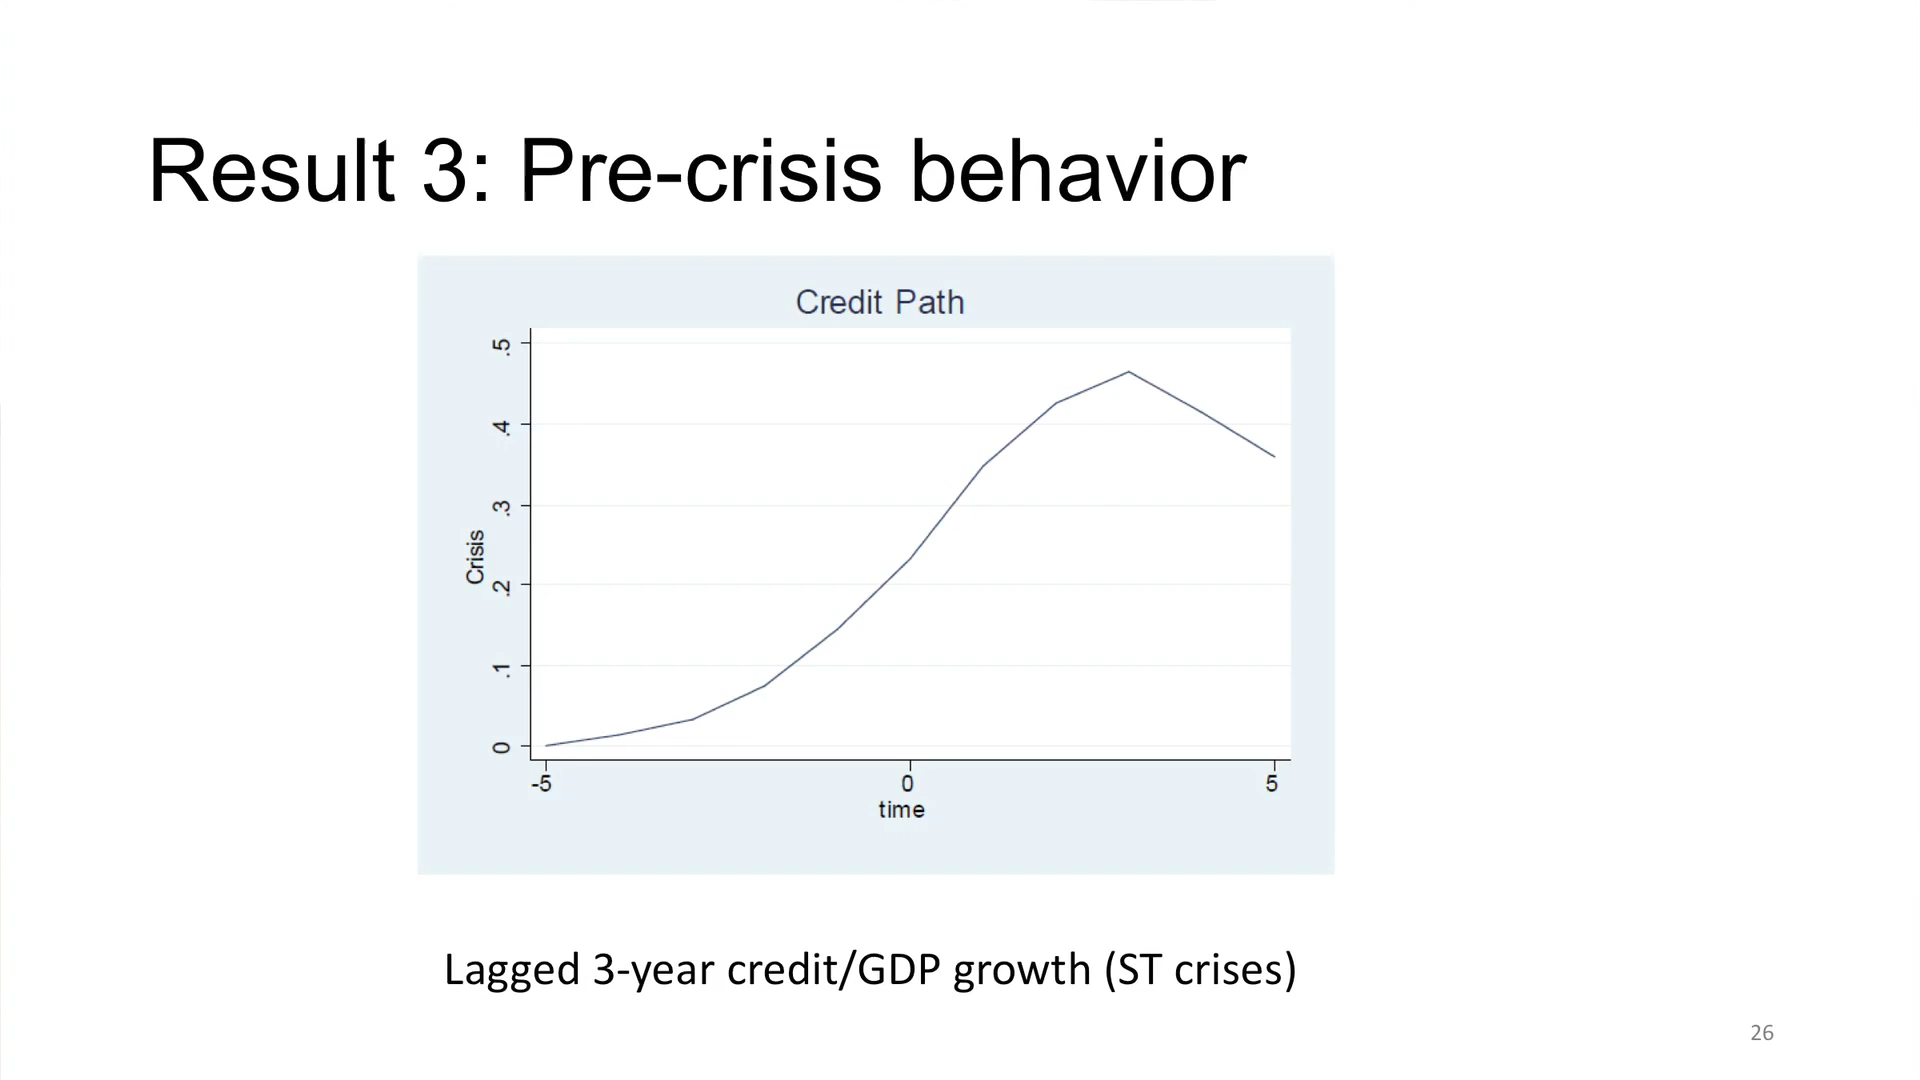 Result 3: Pre-crisis behavior
Credit Path
.5
.4
.3
.2
.1
0
Crisis
-5 0 5
time
Lagged 3-year credit/GDP growth (ST crises)
26